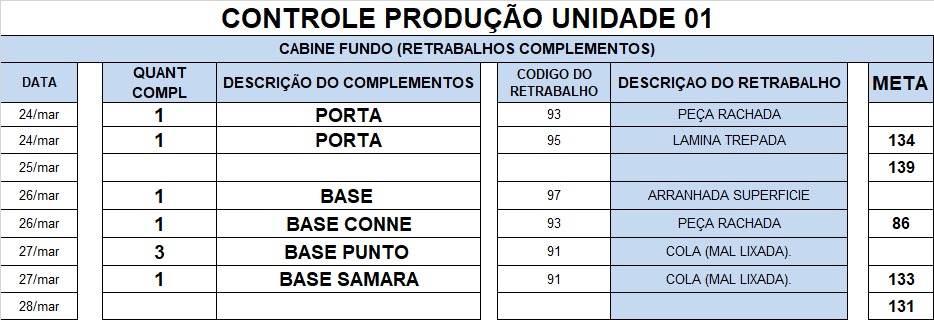 CONTROLE PRODUÇÃO UNIDADE 01
CABINE FUNDO (RETRABALHOS COMPLEMENTOS)
DATA QUANT COMPL DESCRIÇÃO DO COMPLEMENTOS CODIGO DO RETRABALHO DESCRIÇAO DO RETRABALHO META
24/mar 1 PORTA 93 PEÇA RACHADA
24/mar 1 PORTA 95 LAMINA TREPADA 134
25/mar 139
26/mar 1 BASE 97 ARRANHADA SUPERFICIE
26/mar 1 BASE CONNE 93 PEÇA RACHADA 86
27/mar 3 BASE PUNTO 91 COLA (MAL LIXADA).
27/mar 1 BASE SAMARA 91 COLA (MAL LIXADA). 133
28/mar 131